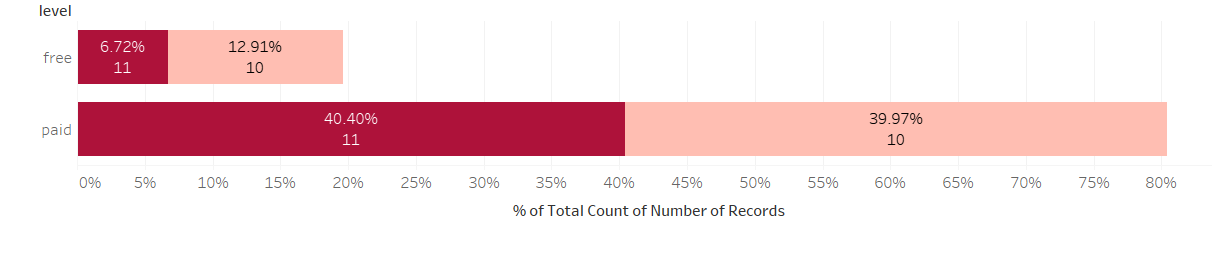 level
free
6.72%
11
12.91%
10
paid
40.40%
11
39.97%
10
0% 5% 10% 15% 20% 25% 30% 35% 40% 45% 50% 55% 60% 65% 70% 75% 80%
% of Total Count of Number of Records